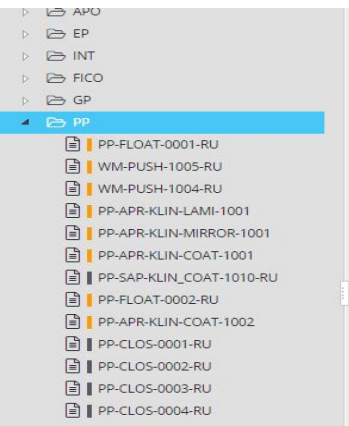 APO
EP
INT
FICO
GP
PP
PP-FLOAT-0001-RU
WM-PUSH-1005-RU
WM-PUSH-1004-RU
PP-APR-KLIN-LAMI-1001
PP-APR-KLIN-MIRROR-1001
PP-APR-KLIN-COAT-1001
PP-SAP-KLIN_COAT-1010-RU
PP-FLOAT-0002-RU
PP-APR-KLIN-COAT-1002
PP-CLOS-0001-RU
PP-CLOS-0002-RU
PP-CLOS-0003-RU
PP-CLOS-0004-RU